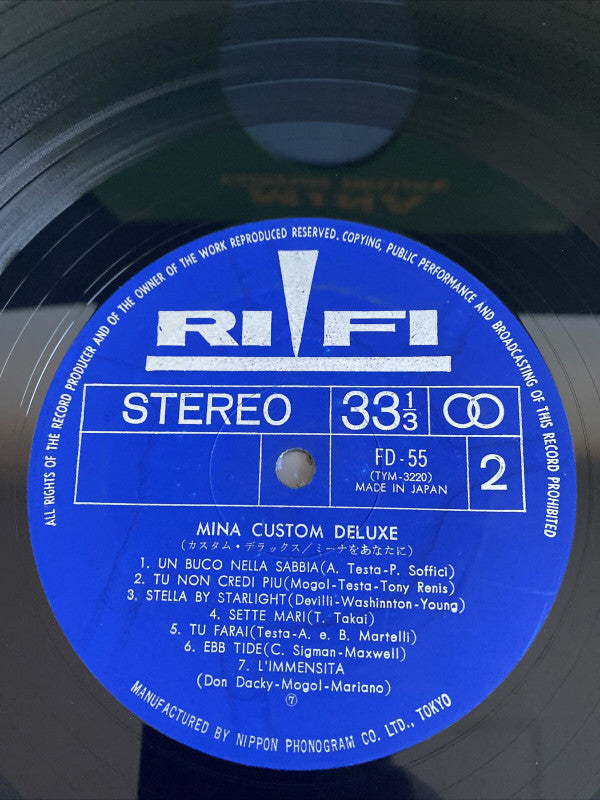 ALL RIGHTS OF THE RECORD PRODUCER AND OF THE OWNER OF THE WORK REPRODUCED RESERVED. COPYING, PUBLIC PERFORMANCE AND BROADCASTING OF THIS RECORD PROHIBITED
RI FI
STEREO
33 1/3
FD-55
(TYM-3220)
MADE IN JAPAN
2
MINA CUSTOM DELUXE
(カスタム・デラックス/ミーナをあなたに)
1. UN BUCO NELLA SABBIA(A. Testa-P. Soffici)
2. TU NON CREDI PIU(Mogol-Testa-Tony Renis)
3. STELLA BY STARLIGHT(Devilli-Washinnton-Young)
4. SETTE MARI(T. Takai)
5. TU FARAI(Testa-A. e. B. Martelli)
6. EBB TIDE(C. Sigman-Maxwell)
7. L'IMMENSITA
(Don Dacky-Mogol-Mariano)
⑦
MANUFACTURED BY NIPPON PHONOGRAM CO. LTD., TOKYO